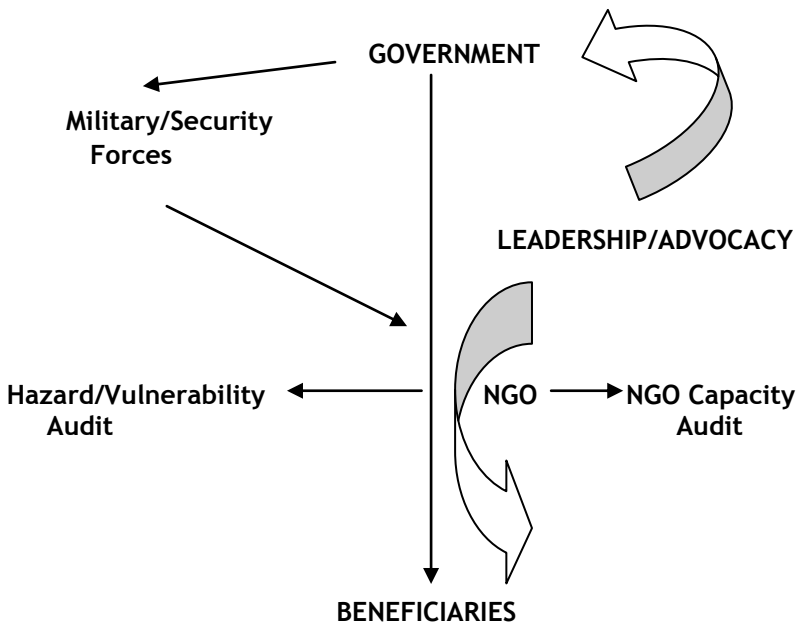 GOVERNMENT
Military/Security
Forces
LEADERSHIP/ADVOCACY
Hazard/Vulnerability
Audit
NGO
NGO Capacity
Audit
BENEFICIARIES